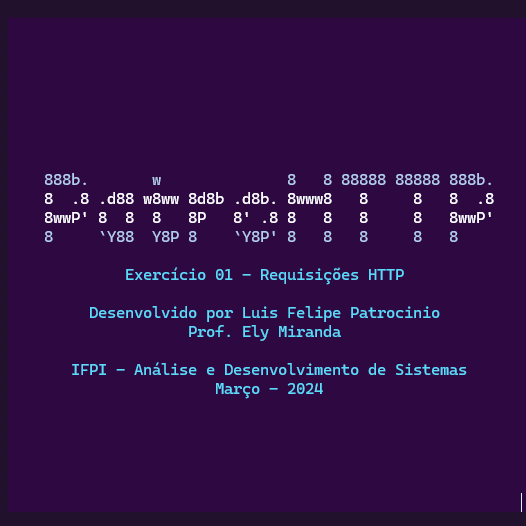 888b.       w              8   8 88888 88888 888b.
8  .8 .d88 w8ww 8d8b .d8b. 8www8   8     8   8  .8
8wwP' 8  8  8   8P   8' .8 8   8   8     8   8wwP'
8     `Y88  Y8P 8    `Y8P' 8   8   8     8   8
Exercício 01 – Requisições HTTP
Desenvolvido por Luis Felipe Patrocinio
Prof. Ely Miranda
IFPI – Análise e Desenvolvimento de Sistemas
Março – 2024